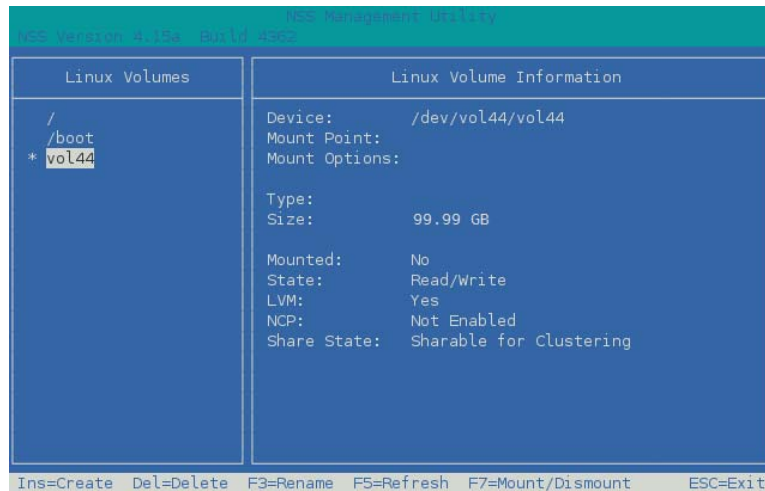 NSS Management Utility
NSS Version 4.15a Build 4362
Linux Volumes
/
/boot
* vol44
Linux Volume Information
Device: /dev/vol44/vol44
Mount Point:
Mount Options:
Type:
Size: 99.99 GB
Mounted: No
State: Read/Write
LVM: Yes
NCP: Not Enabled
Share State: Sharable for Clustering
Ins=Create Del=Delete F3=Rename F5=Refresh F7=Mount/Dismount ESC=Exit